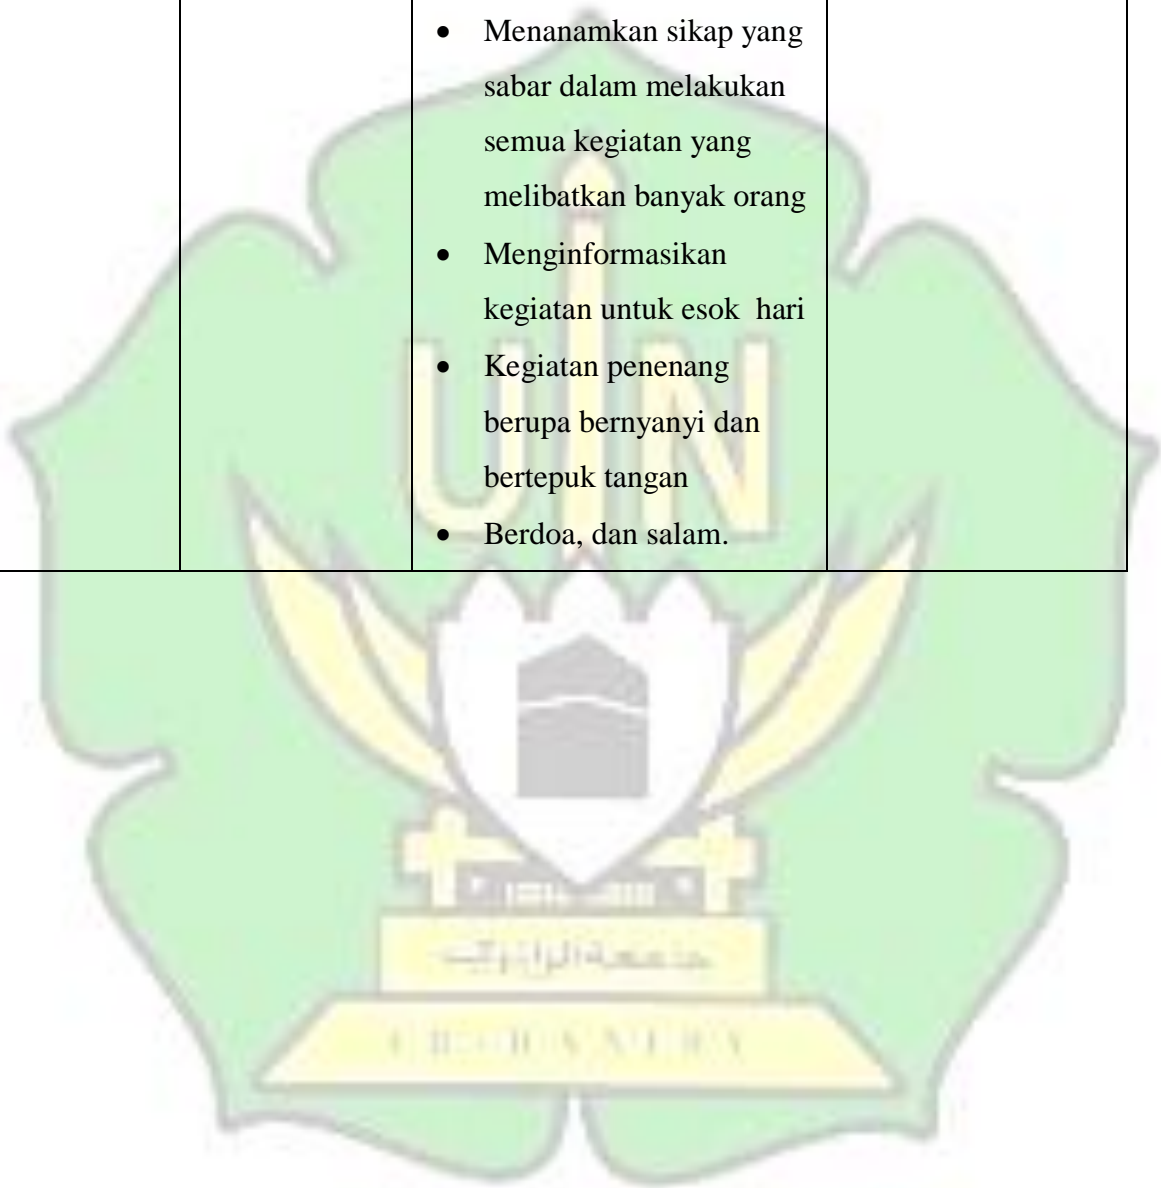 • Menanamkan sikap yang
sabar dalam melakukan
semua kegiatan yang
melibatkan banyak orang
• Menginformasikan
kegiatan untuk esok hari
• Kegiatan penenang
berupa bernyanyi dan
bertepuk tangan
• Berdoa, dan salam.
UIN